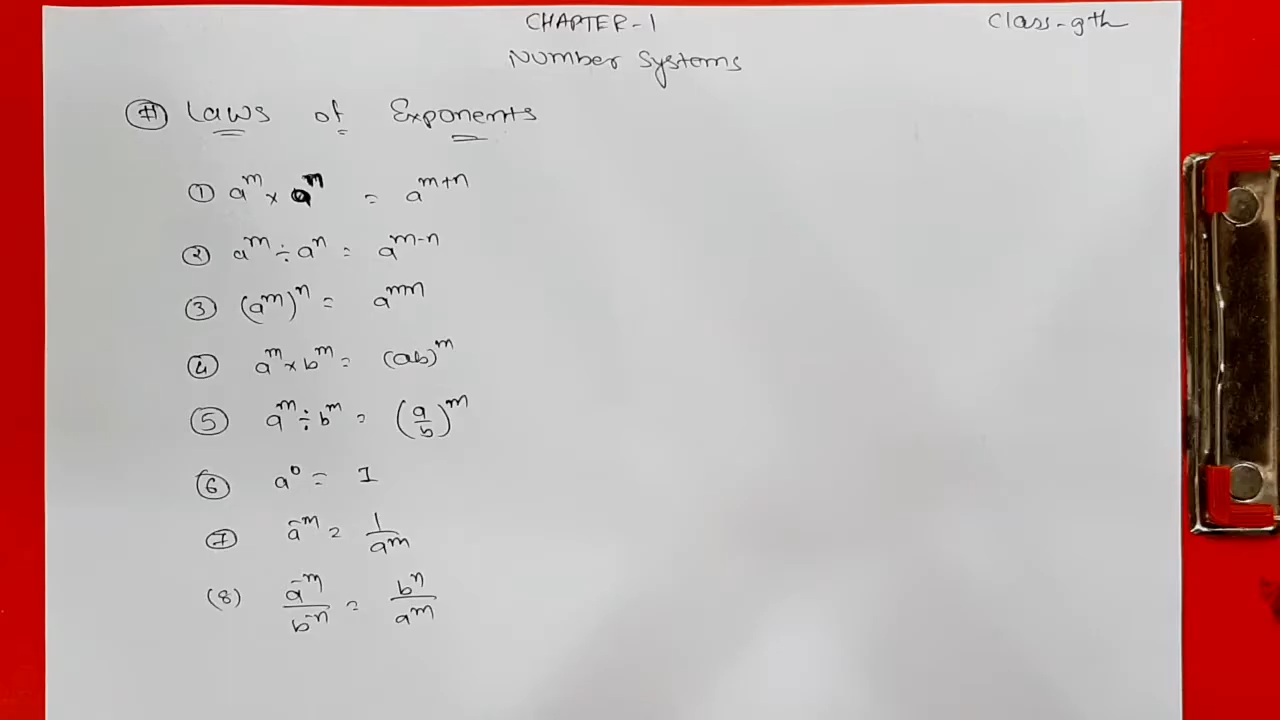 CHAPTER-1
Class-9th
Number Systems
# Laws of Exponents
① a^m × a^n = a^{m+n}
② a^m ÷ a^n = a^{m-n}
③ (a^m)^n = a^{mn}
④ a^m × b^m = (ab)^m
⑤ a^m ÷ b^m = (a/b)^m
⑥ a^0 = 1
⑦ a^{-m} = 1/a^m
(8) a^{-m}/b^{-n} = b^n/a^m